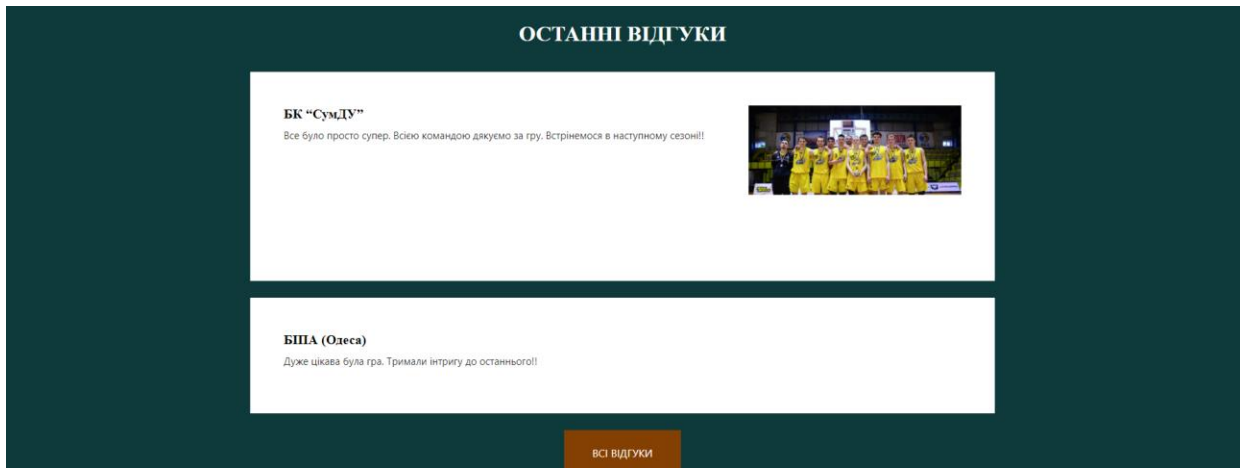 ОСТАННІ ВІДГУКИ
БК “СумДУ”
Все було просто супер. Всією командою дякуємо за гру. Встрінемося в наступному сезоні!!
БІПА (Одеса)
Дуже цікава була гра. Тримали інтригу до останнього!!
ВСІ ВІДГУКИ